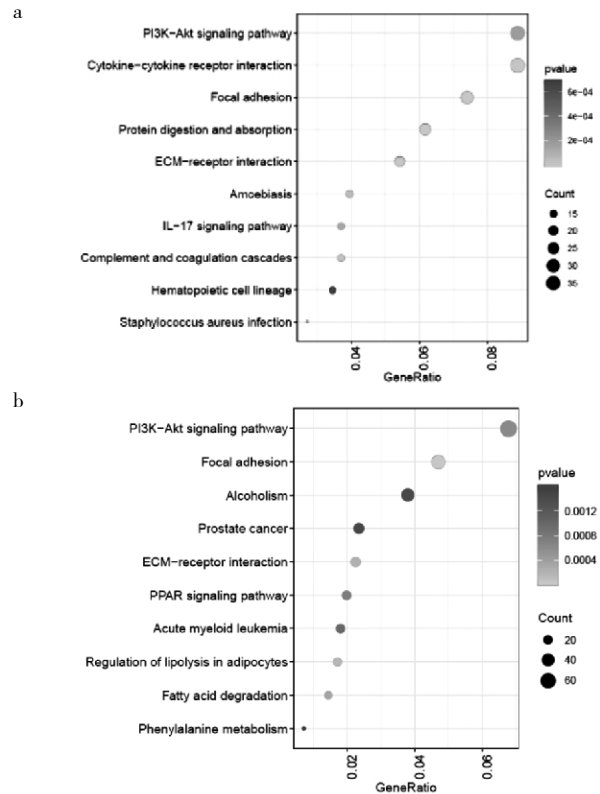 a
PI3K−Akt signaling pathway
Cytokine−cytokine receptor interaction
Focal adhesion
Protein digestion and absorption
ECM−receptor interaction
Amoebiasis
IL−17 signaling pathway
Complement and coagulation cascades
Hematopoietic cell lineage
Staphylococcus aureus infection
0.04
0.06
0.08
GeneRatio
pvalue
6e−04
4e−04
2e−04
Count
15
20
25
30
35
b
PI3K−Akt signaling pathway
Focal adhesion
Alcoholism
Prostate cancer
ECM−receptor interaction
PPAR signaling pathway
Acute myeloid leukemia
Regulation of lipolysis in adipocytes
Fatty acid degradation
Phenylalanine metabolism
0.02
0.04
0.06
GeneRatio
pvalue
0.0012
0.0008
0.0004
Count
20
40
60